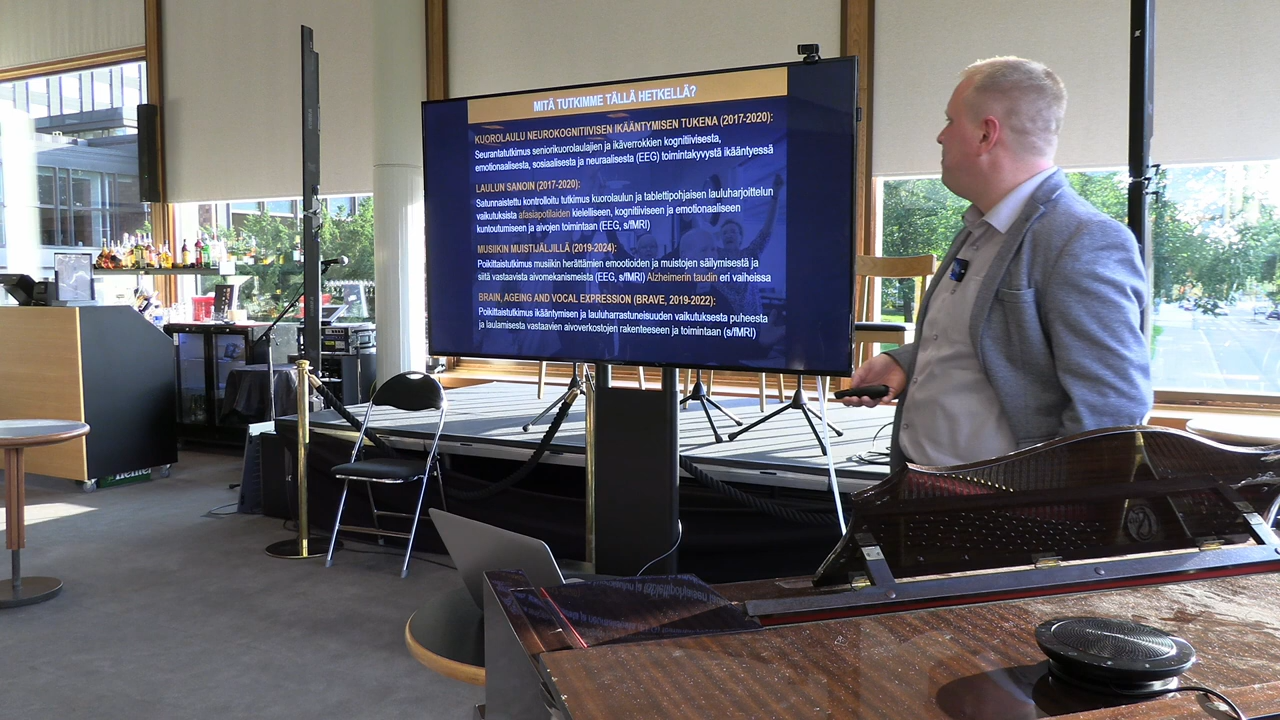 MITÄ TUTKIMME TÄLLÄ HETKELLÄ?
KUOROLAULU NEUROKOGNITIIVISEN IKÄÄNTYMISEN TUKENA (2017-2020):
Seurantatutkimus seniorikuorolaulajien ja ikäverrokkien kognitiivisesta,
emotionaalisesta, sosiaalisesta ja neuraalisesta (EEG) toimintakyvystä ikääntyessä
LAULUN SANOIN (2017-2020):
Satunnaistettu kontrolloitu tutkimus kuorolaulun ja tablettipohjaisen lauluharjoittelun
vaikutuksista afasiapotilaiden kielelliseen, kognitiiviseen ja emotionaaliseen
kuntoutumiseen ja aivojen toimintaan (EEG, s/fMRI)
MUSIIKIN MUISTIJÄLJILLÄ (2019-2024):
Poikittaistutkimus musiikin herättämien emootioiden ja muistojen säilymisestä ja
siitä vastaavista aivomekanismeista (EEG, s/fMRI) Alzheimerin taudin eri vaiheissa
BRAIN, AGEING AND VOCAL EXPRESSION (BRAVE, 2019-2022):
Poikittaistutkimus ikääntymisen ja lauluharrastuneisuuden vaikutuksesta puheesta
ja laulamisesta vastaavien aivoverkostojen rakenteeseen ja toimintaan (s/fMRI)